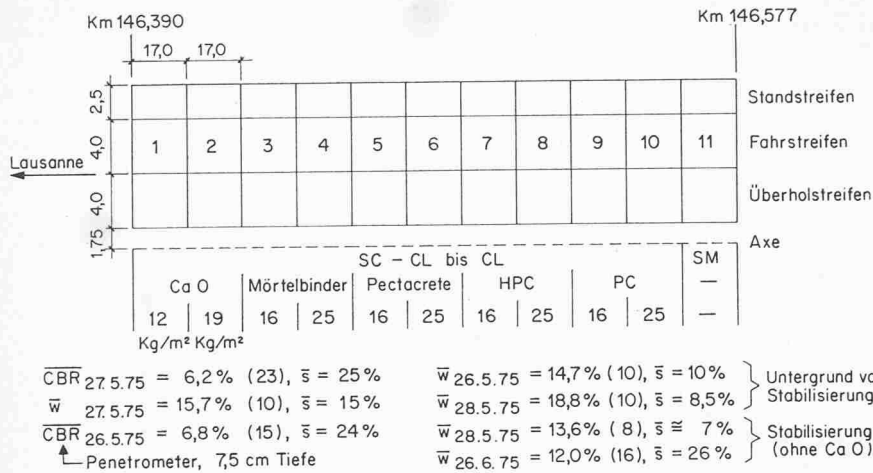 Km 146,390
Km 146,577
17,0 17,0
2,5
Standstreifen
4,0
1 2 3 4 5 6 7 8 9 10 11
Fahrstreifen
Lausanne
4,0
Überholstreifen
1,75
Axe
SC – CL bis CL SM
Ca O Mörtelbinder Pectacrete HPC PC —
12 19 16 25 16 25 16 25 16 25 —
Kg/m² Kg/m²
CBR 27.5.75 = 6,2% (23), s̄ = 25%
w̄ 27.5.75 = 15,7% (10), s̄ = 15%
CBR 26.5.75 = 6,8% (15), s̄ = 24%
Penetrometer, 7,5 cm Tiefe
w̄ 26.5.75 = 14,7% (10), s̄ = 10%
w̄ 28.5.75 = 18,8% (10), s̄ = 8,5%
Untergrund
Stabilisierung
w̄ 28.5.75 = 13,6% (8), s̄ ≅ 7%
w̄ 26.6.75 = 12,0% (16), s̄ = 26%
Stabilisierung
(ohne Ca O)